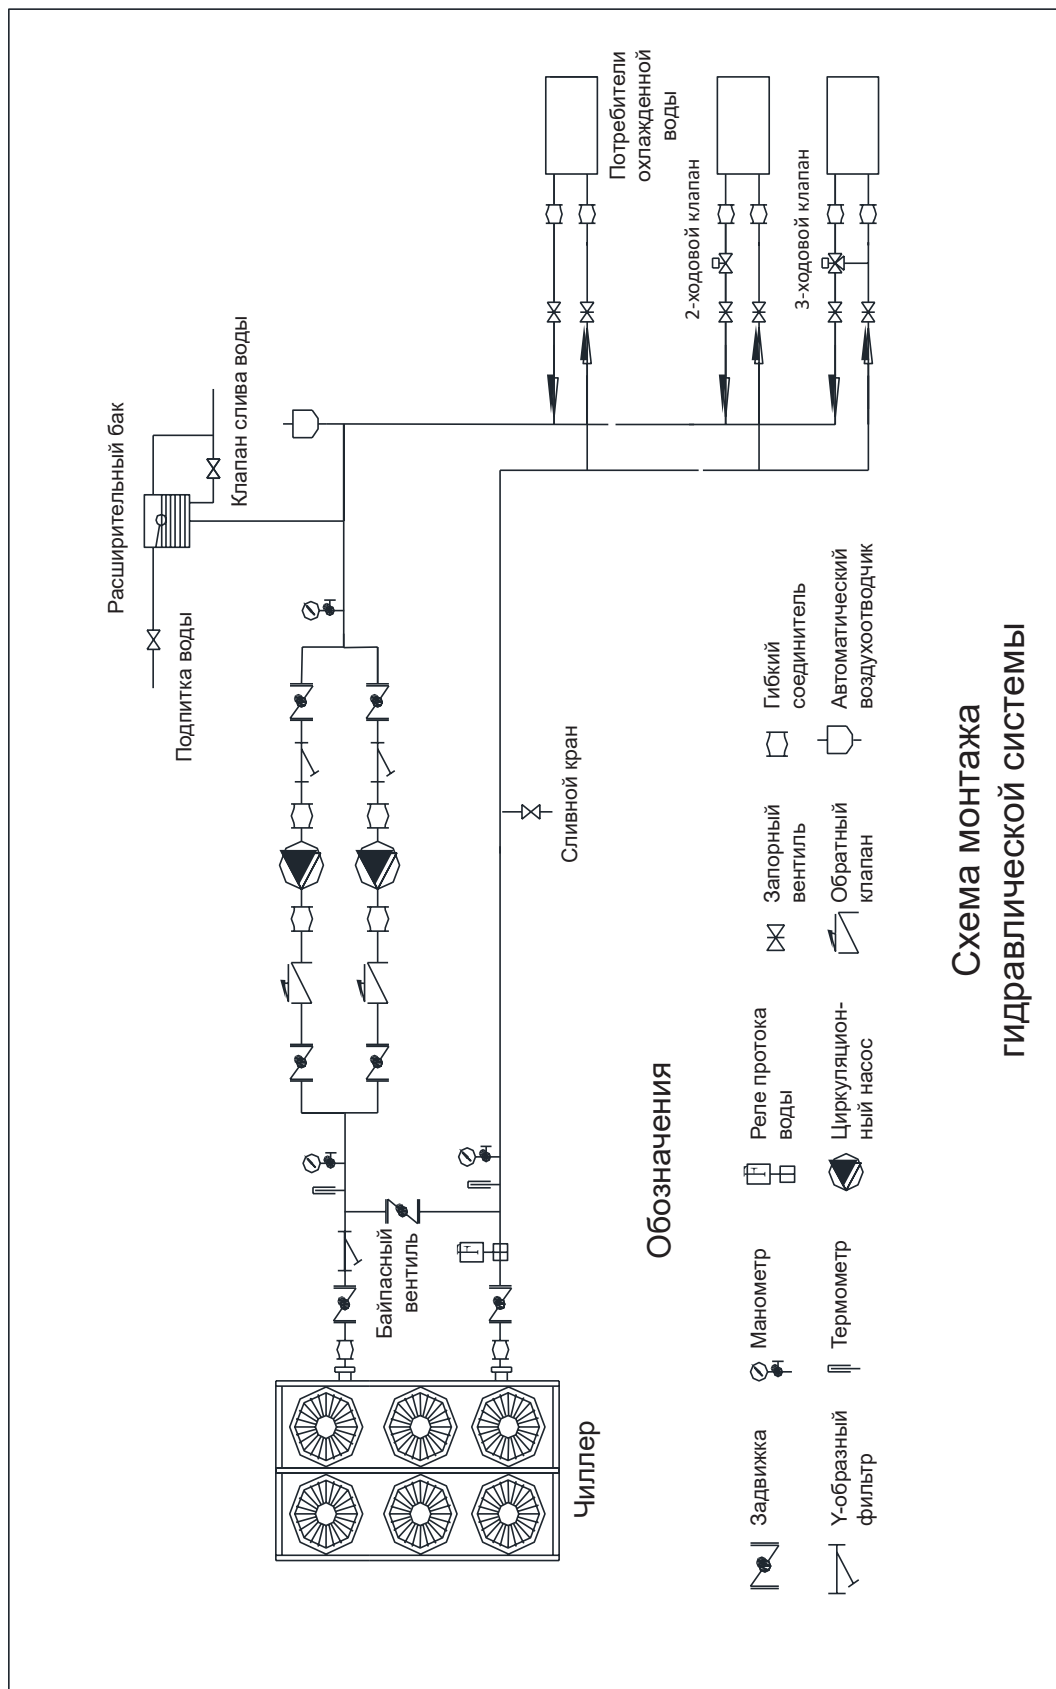 Расширительный бак
Подпитка воды
Клапан слива воды
Потребители
охлажденной
воды
2-ходовой клапан
3-ходовой клапан
Байпасный
вентиль
Сливной кран
Чиллер
Обозначения
Задвижка
Манометр
Реле протока
воды
Запорный
вентиль
Гибкий
соединитель
Y-образный
фильтр
Термометр
Циркуляцион-
ный насос
Обратный
клапан
Автоматический
воздухоотводчик
Схема монтажа
гидравлической системы